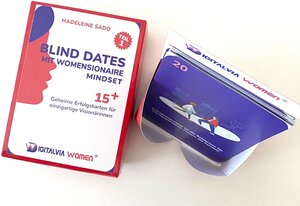 MADELEINE SADO
TEIL
1
BLIND DATES
MIT WOMENSIONAIRE
MINDSET
15+
Geheime Erfolgskarten für
einzigartige Visionärinnen
DIGITALVIA WOMEN
20
DIGITALVIA WOMEN